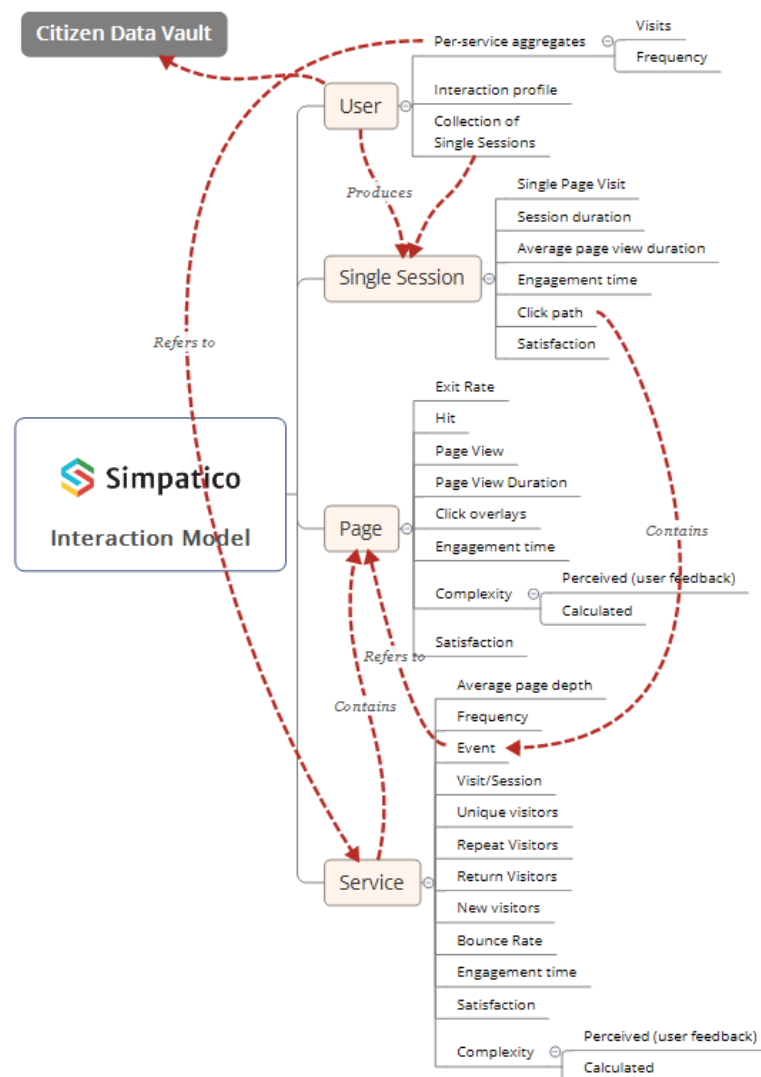 Citizen Data Vault
Per-service aggregates
Visits
Frequency
User
Interaction profile
Collection of
Single Sessions
Produces
Single Session
Single Page Visit
Session duration
Average page view duration
Engagement time
Click path
Satisfaction
Refers to
Simpatico
Interaction Model
Page
Exit Rate
Hit
Page View
Page View Duration
Click overlays
Engagement time
Complexity
Perceived (user feedback)
Calculated
Satisfaction
Contains
Refers to
Contains
Service
Average page depth
Frequency
Event
Visit/Session
Unique visitors
Repeat Visitors
Return Visitors
New visitors
Bounce Rate
Engagement time
Satisfaction
Complexity
Perceived (user feedback)
Calculated